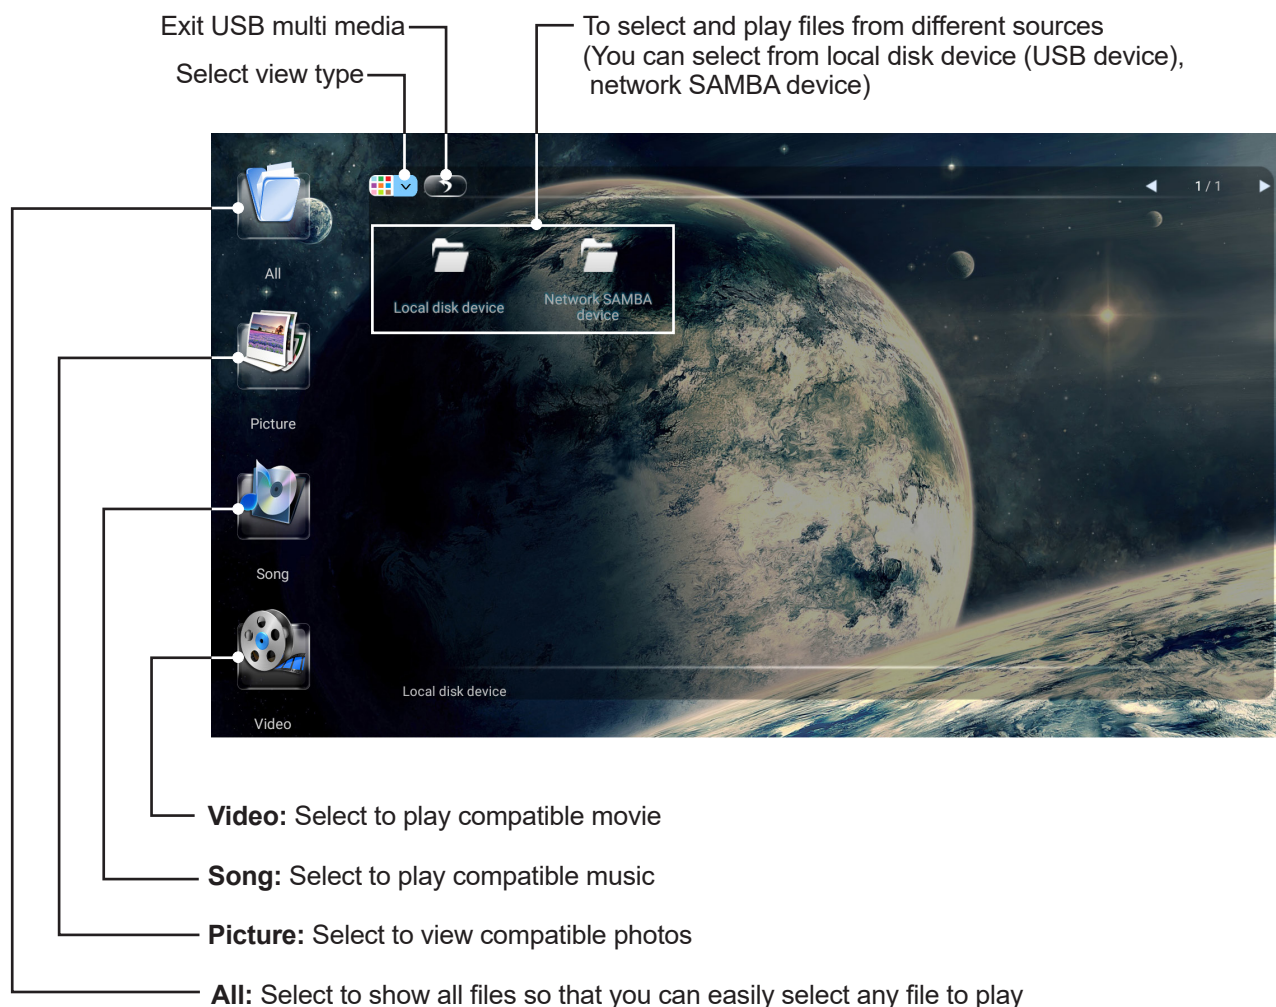 Exit USB multi media
Select view type
To select and play files from different sources
(You can select from local disk device (USB device),
network SAMBA device)
1 / 1
All
Local disk device
Network SAMBA
device
Picture
Song
Local disk device
Video
Video: Select to play compatible movie
Song: Select to play compatible music
Picture: Select to view compatible photos
All: Select to show all files so that you can easily select any file to play